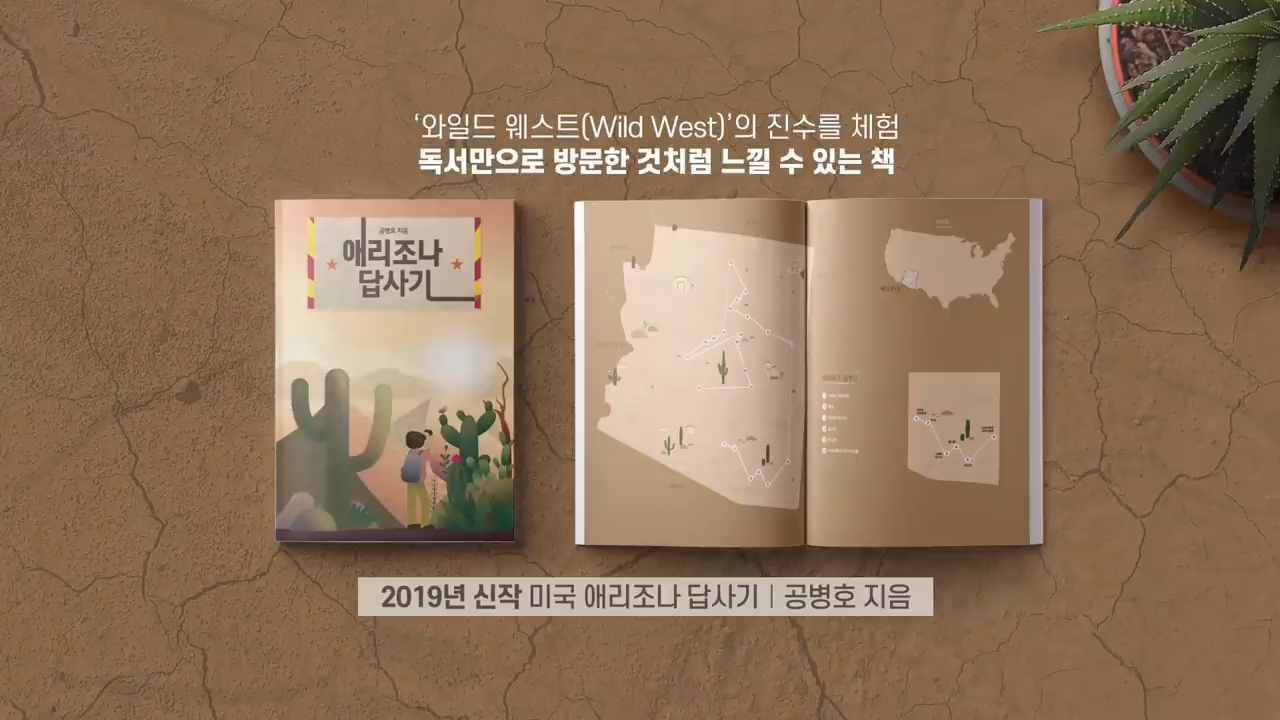 ‘와일드 웨스트(Wild West)’의 진수를 체험
독서만으로 방문한 것처럼 느낄 수 있는 책
공병호 지음
애리조나
답사기
2019년 신작 미국 애리조나 답사기 | 공병호 지음